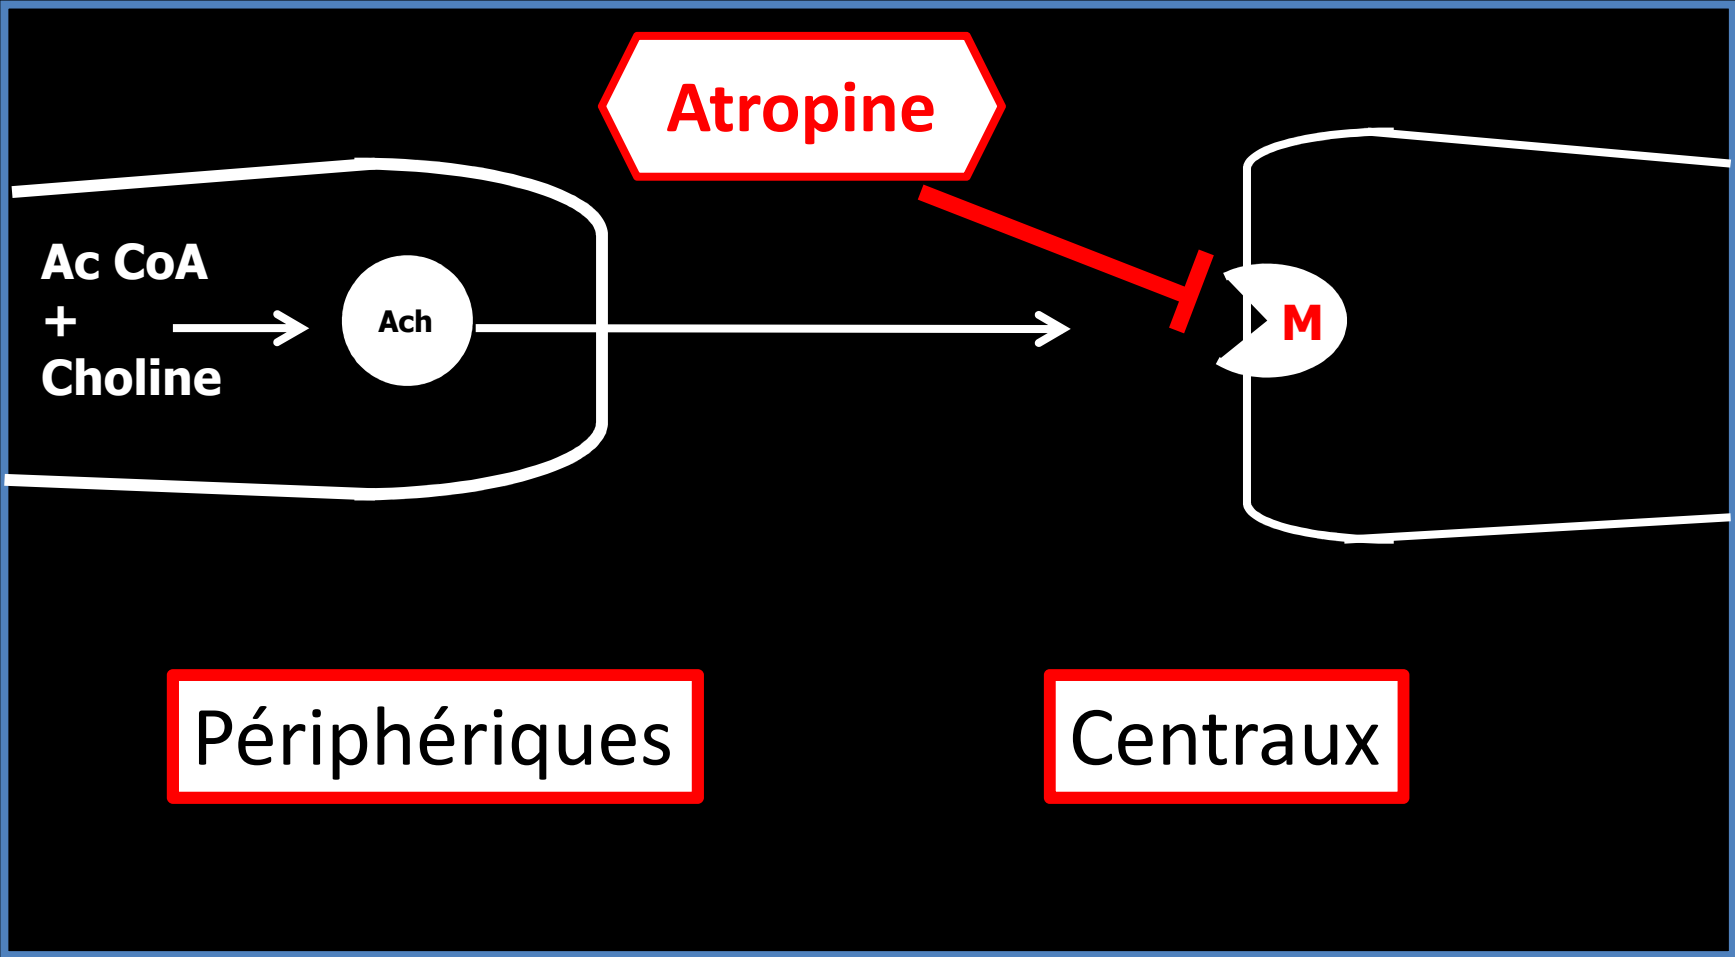 Atropine
Ac CoA
+
Choline
Ach
M
Périphériques
Centraux